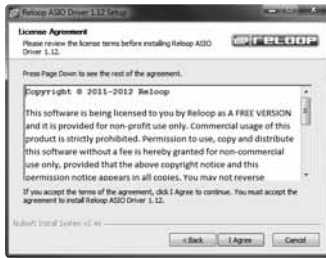 Reloop ASIO Driver 1.12 Setup
License Agreement
Please review the license terms before installing Reloop ASIO
Driver 1.12.
RELOOP
Press Page Down to see the rest of the agreement.
Copyright © 2011-2012 Reloop
This software is being licensed to you by Reloop as A FREE VERSION
and it is provided for non-profit use only. Commercial usage of this
product is strictly prohibited. Permission to use, copy and distribute
this software without a fee is hereby granted for non-commercial
use only, provided that the above copyright notice and this
permission notice appears in all copies. You may not reverse
If you accept the terms of the agreement, click I Agree to continue. You must accept the
agreement to install Reloop ASIO Driver 1.12.
Nullsoft Install System v2.46
< Back
I Agree
Cancel